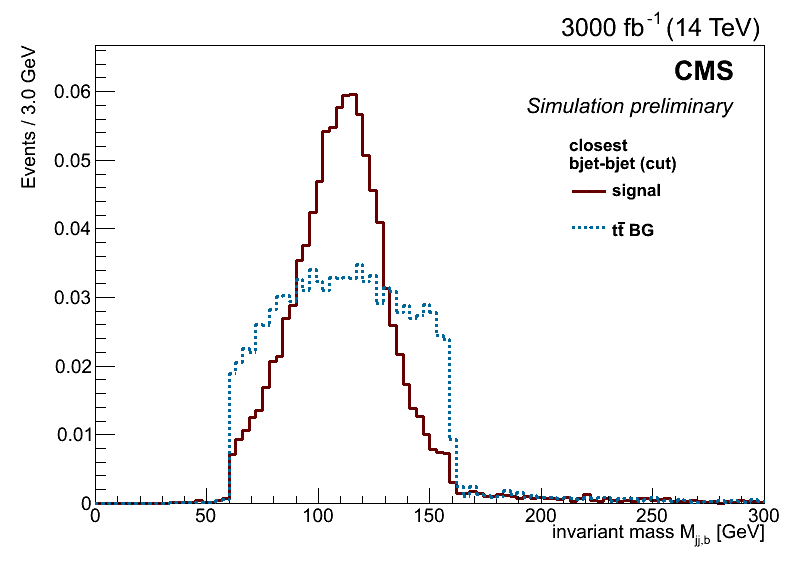 3000 fb⁻¹ (14 TeV)
CMS
Simulation preliminary
closest
bjet-bjet (cut)
signal
tt̄ BG
Events / 3.0 GeV
0.06
0.05
0.04
0.03
0.02
0.01
0
0 50 100 150 200 250 300
invariant mass M_jj,b [GeV]